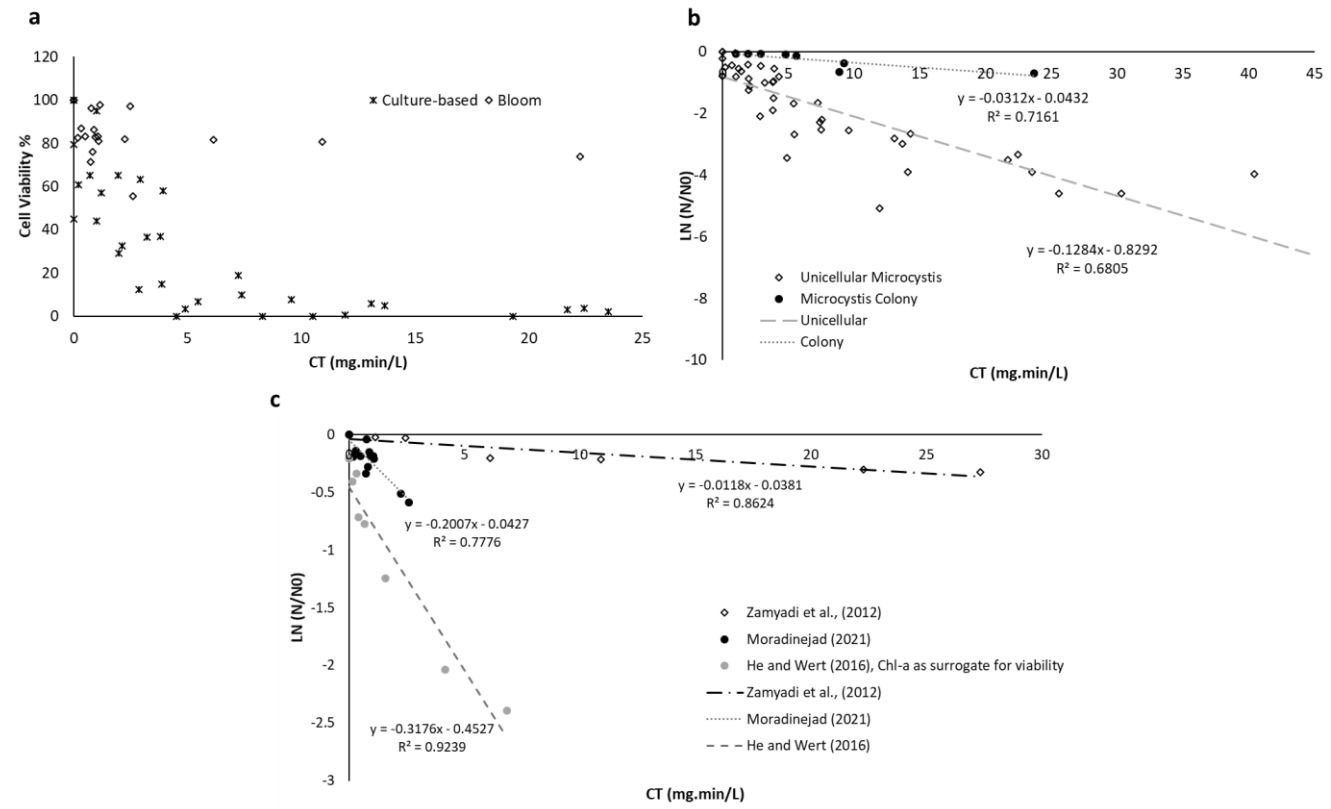 a
120
100
80
60
40
20
0
Cell Viability %
Culture-based
Bloom
0 5 10 15 20 25
CT (mg.min/L)
b
0
-2
-4
-6
-8
-10
LN (N/N0)
5 10 15 20 25 30 35 40 45
y = -0.0312x - 0.0432
R² = 0.7161
y = -0.1284x - 0.8292
R² = 0.6805
Unicellular Microcystis
Microcystis Colony
Unicellular
Colony
CT (mg.min/L)
c
0
-0.5
-1
-1.5
-2
-2.5
-3
LN (N/N0)
0 5 10 15 20 25 30
y = -0.0118x - 0.0381
R² = 0.8624
y = -0.2007x - 0.0427
R² = 0.7776
y = -0.3176x - 0.4527
R² = 0.9239
Zamyadi et al., (2012)
Moradinejad (2021)
He and Wert (2016), Chl-a as surrogate for viability
Zamyadi et al., (2012)
Moradinejad (2021)
He and Wert (2016)
CT (mg.min/L)